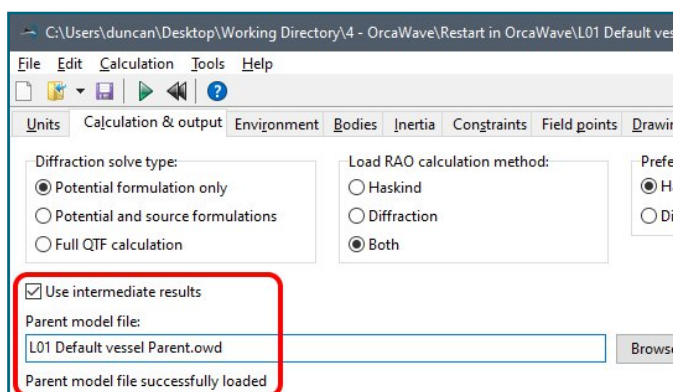 C:\Users\duncan\Desktop\Working Directory\4 - OrcaWave\Restart in OrcaWave\L01 Default ves
File Edit Calculation Tools Help
Units Calculation & output Environment Bodies Inertia Constraints Field points Drawin
Diffraction solve type: Load RAO calculation method: Prefe
Potential formulation only Haskind Ha
Potential and source formulations Diffraction Di
Full QTF calculation Both
Use intermediate results
Parent model file:
L01 Default vessel Parent.owd Browse
Parent model file successfully loaded